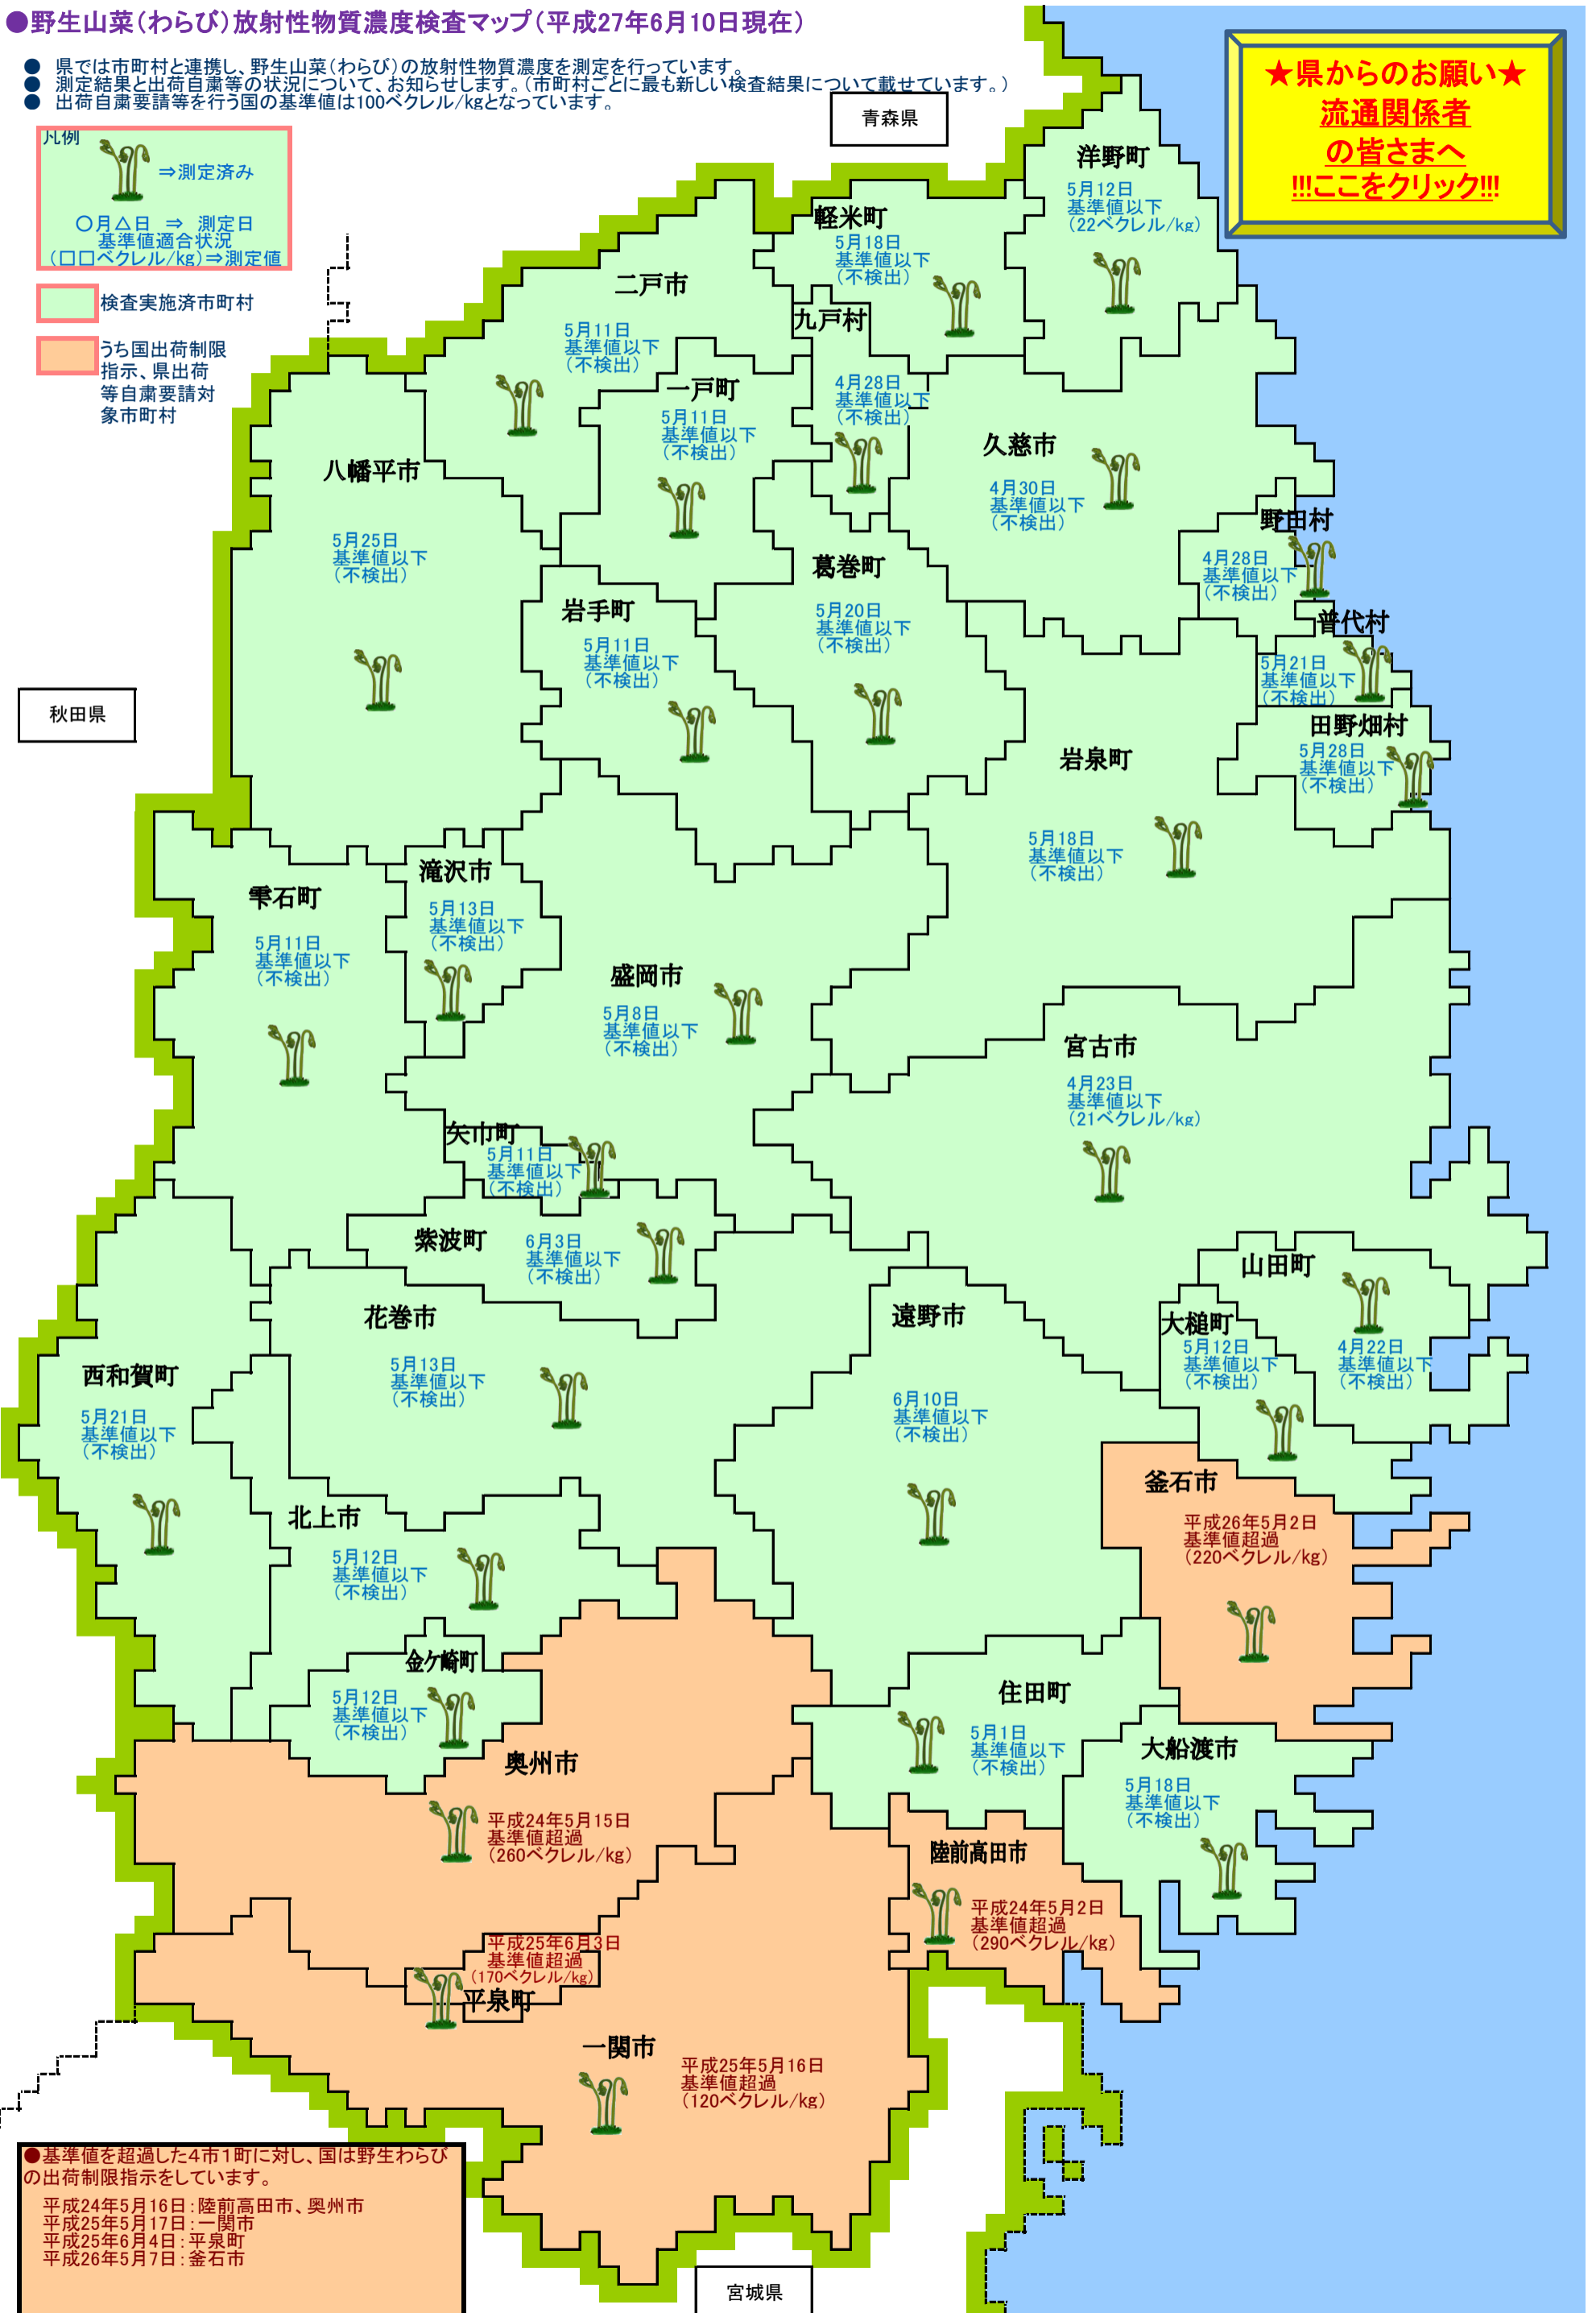 ●野生山菜（わらび）放射性物質濃度検査マップ（平成27年6月10日現在）
● 県では市町村と連携し、野生山菜（わらび）の放射性物質濃度を測定を行っています。
● 測定結果と出荷自粛等の状況について、お知らせします。（市町村ごとに最も新しい検査結果について載せています。）
● 出荷自粛要請等を行う国の基準値は100ベクレル/kgとなっています。
★県からのお願い★
流通関係者
の皆さまへ
!!!ここをクリック!!!
凡例
⇒測定済み
〇月△日 ⇒ 測定日
基準値適合状況
（□□ベクレル/kg）⇒測定値
検査実施済市町村
うち国出荷制限
指示、県出荷
等自粛要請対
象市町村
青森県
洋野町
5月12日
基準値以下
（22ベクレル/kg）
軽米町
5月18日
基準値以下
（不検出）
二戸市
5月11日
基準値以下
（不検出）
九戸村
4月28日
基準値以下
（不検出）
一戸町
5月11日
基準値以下
（不検出）
久慈市
4月30日
基準値以下
（不検出）
八幡平市
5月25日
基準値以下
（不検出）
野田村
4月28日
基準値以下
（不検出）
葛巻町
5月20日
基準値以下
（不検出）
岩手町
5月11日
基準値以下
（不検出）
普代村
5月21日
基準値以下
（不検出）
秋田県
田野畑村
5月28日
基準値以下
（不検出）
岩泉町
5月18日
基準値以下
（不検出）
滝沢市
5月13日
基準値以下
（不検出）
雫石町
5月11日
基準値以下
（不検出）
盛岡市
5月8日
基準値以下
（不検出）
宮古市
4月23日
基準値以下
（21ベクレル/kg）
矢巾町
5月11日
基準値以下
（不検出）
紫波町
6月3日
基準値以下
（不検出）
山田町
4月22日
基準値以下
（不検出）
花巻市
5月13日
基準値以下
（不検出）
遠野市
6月10日
基準値以下
（不検出）
大槌町
5月12日
基準値以下
（不検出）
西和賀町
5月21日
基準値以下
（不検出）
釜石市
平成26年5月2日
基準値超過
（220ベクレル/kg）
北上市
5月12日
基準値以下
（不検出）
金ケ崎町
5月12日
基準値以下
（不検出）
住田町
5月1日
基準値以下
（不検出）
大船渡市
5月18日
基準値以下
（不検出）
奥州市
平成24年5月15日
基準値超過
（260ベクレル/kg）
陸前高田市
平成24年5月2日
基準値超過
（290ベクレル/kg）
平成25年6月3日
基準値超過
（170ベクレル/kg）
平泉町
一関市
平成25年5月16日
基準値超過
（120ベクレル/kg）
●基準値を超過した４市１町に対し、国は野生わらび
の出荷制限指示をしています。
平成24年5月16日：陸前高田市、奥州市
平成25年5月17日：一関市
平成25年6月4日：平泉町
平成26年5月7日：釜石市
宮城県